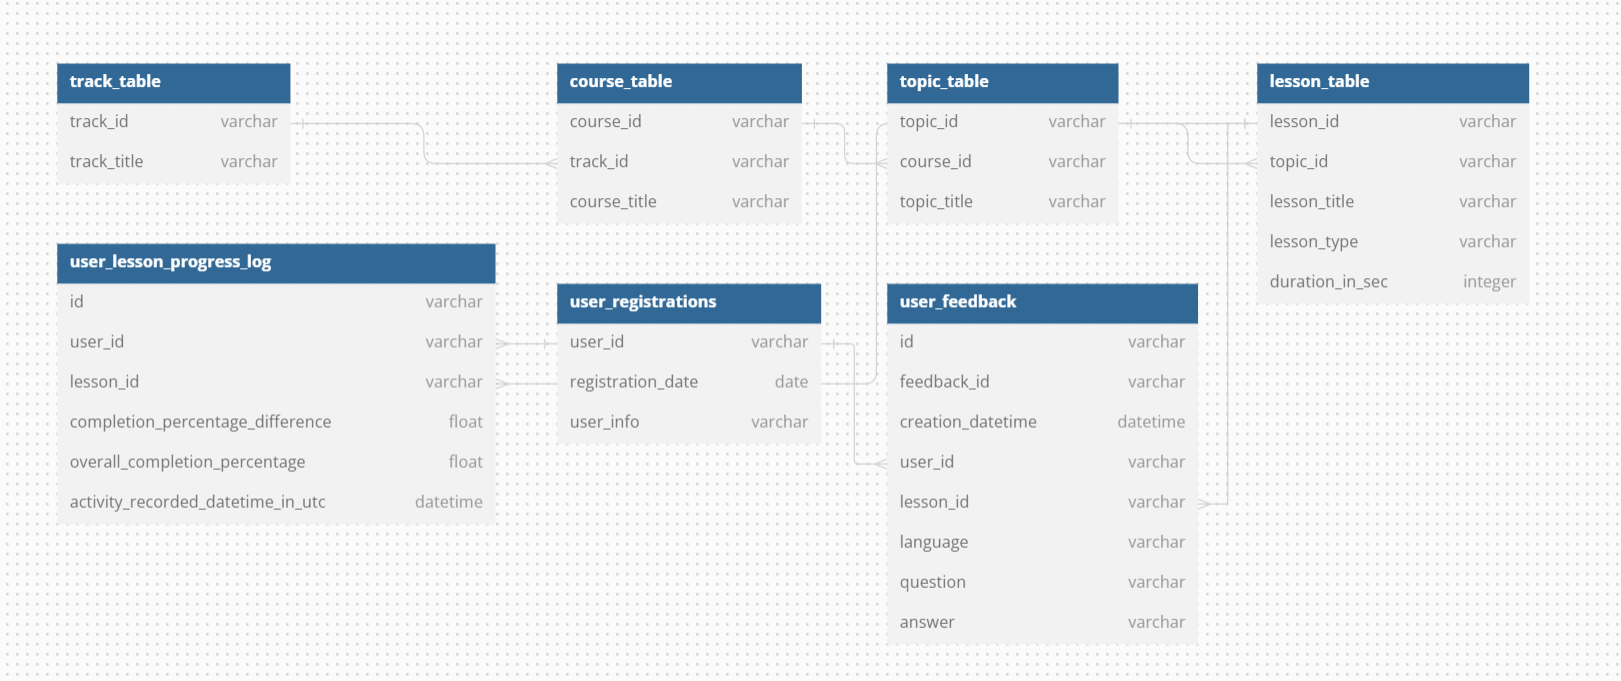 track_table
track_id varchar
track_title varchar
course_table
course_id varchar
track_id varchar
course_title varchar
topic_table
topic_id varchar
course_id varchar
topic_title varchar
lesson_table
lesson_id varchar
topic_id varchar
lesson_title varchar
lesson_type varchar
duration_in_sec integer
user_lesson_progress_log
id varchar
user_id varchar
lesson_id varchar
completion_percentage_difference float
overall_completion_percentage float
activity_recorded_datetime_in_utc datetime
user_registrations
user_id varchar
registration_date date
user_info varchar
user_feedback
id varchar
feedback_id varchar
creation_datetime datetime
user_id varchar
lesson_id varchar
language varchar
question varchar
answer varchar